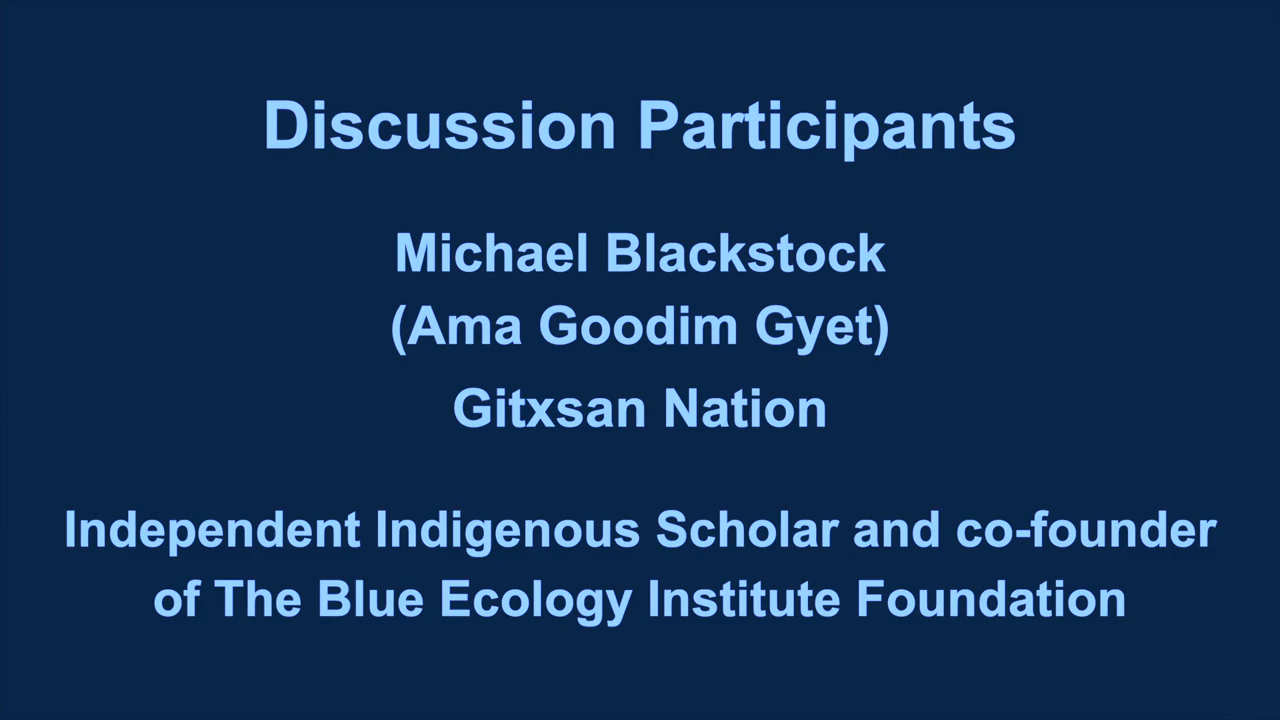 Discussion Participants
Michael Blackstock
(Ama Goodim Gyet)
Gitxsan Nation
Independent Indigenous Scholar and co-founder
of The Blue Ecology Institute Foundation